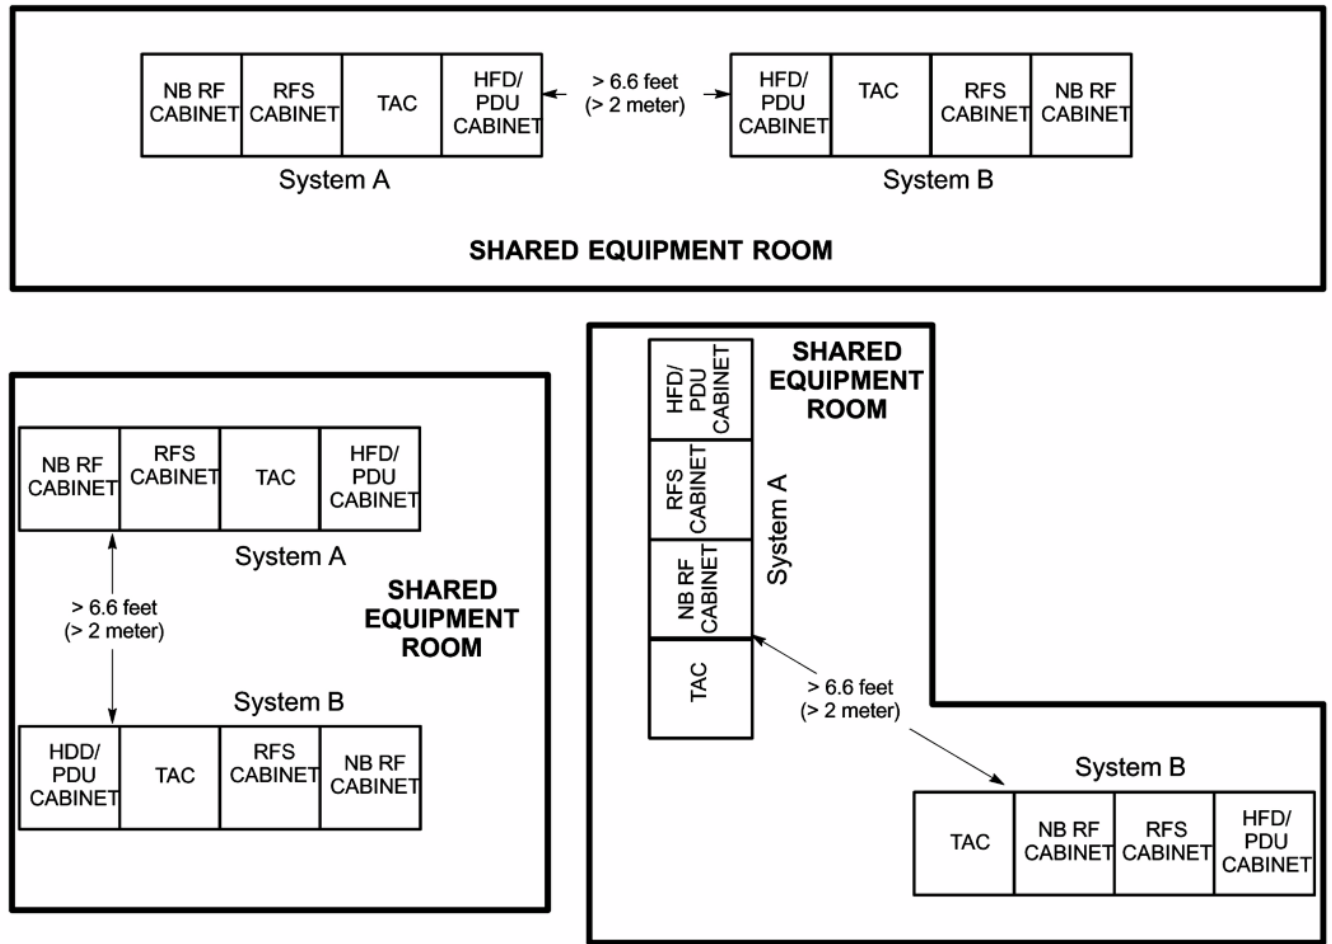 NB RF
CABINET
RFS
CABINET
TAC
HFD/
PDU
CABINET
> 6.6 feet
(> 2 meter)
HFD/
PDU
CABINET
TAC
RFS
CABINET
NB RF
CABINET
System A
System B
SHARED EQUIPMENT ROOM
NB RF
CABINET
RFS
CABINET
TAC
HFD/
PDU
CABINET
System A
> 6.6 feet
(> 2 meter)
SHARED
EQUIPMENT
ROOM
System B
HDD/
PDU
CABINET
TAC
RFS
CABINET
NB RF
CABINET
SHARED
EQUIPMENT
ROOM
HFD/
PDU
CABINET
RFS
CABINET
System A
NB RF
CABINET
TAC
> 6.6 feet
(> 2 meter)
System B
TAC
NB RF
CABINET
RFS
CABINET
HFD/
PDU
CABINET